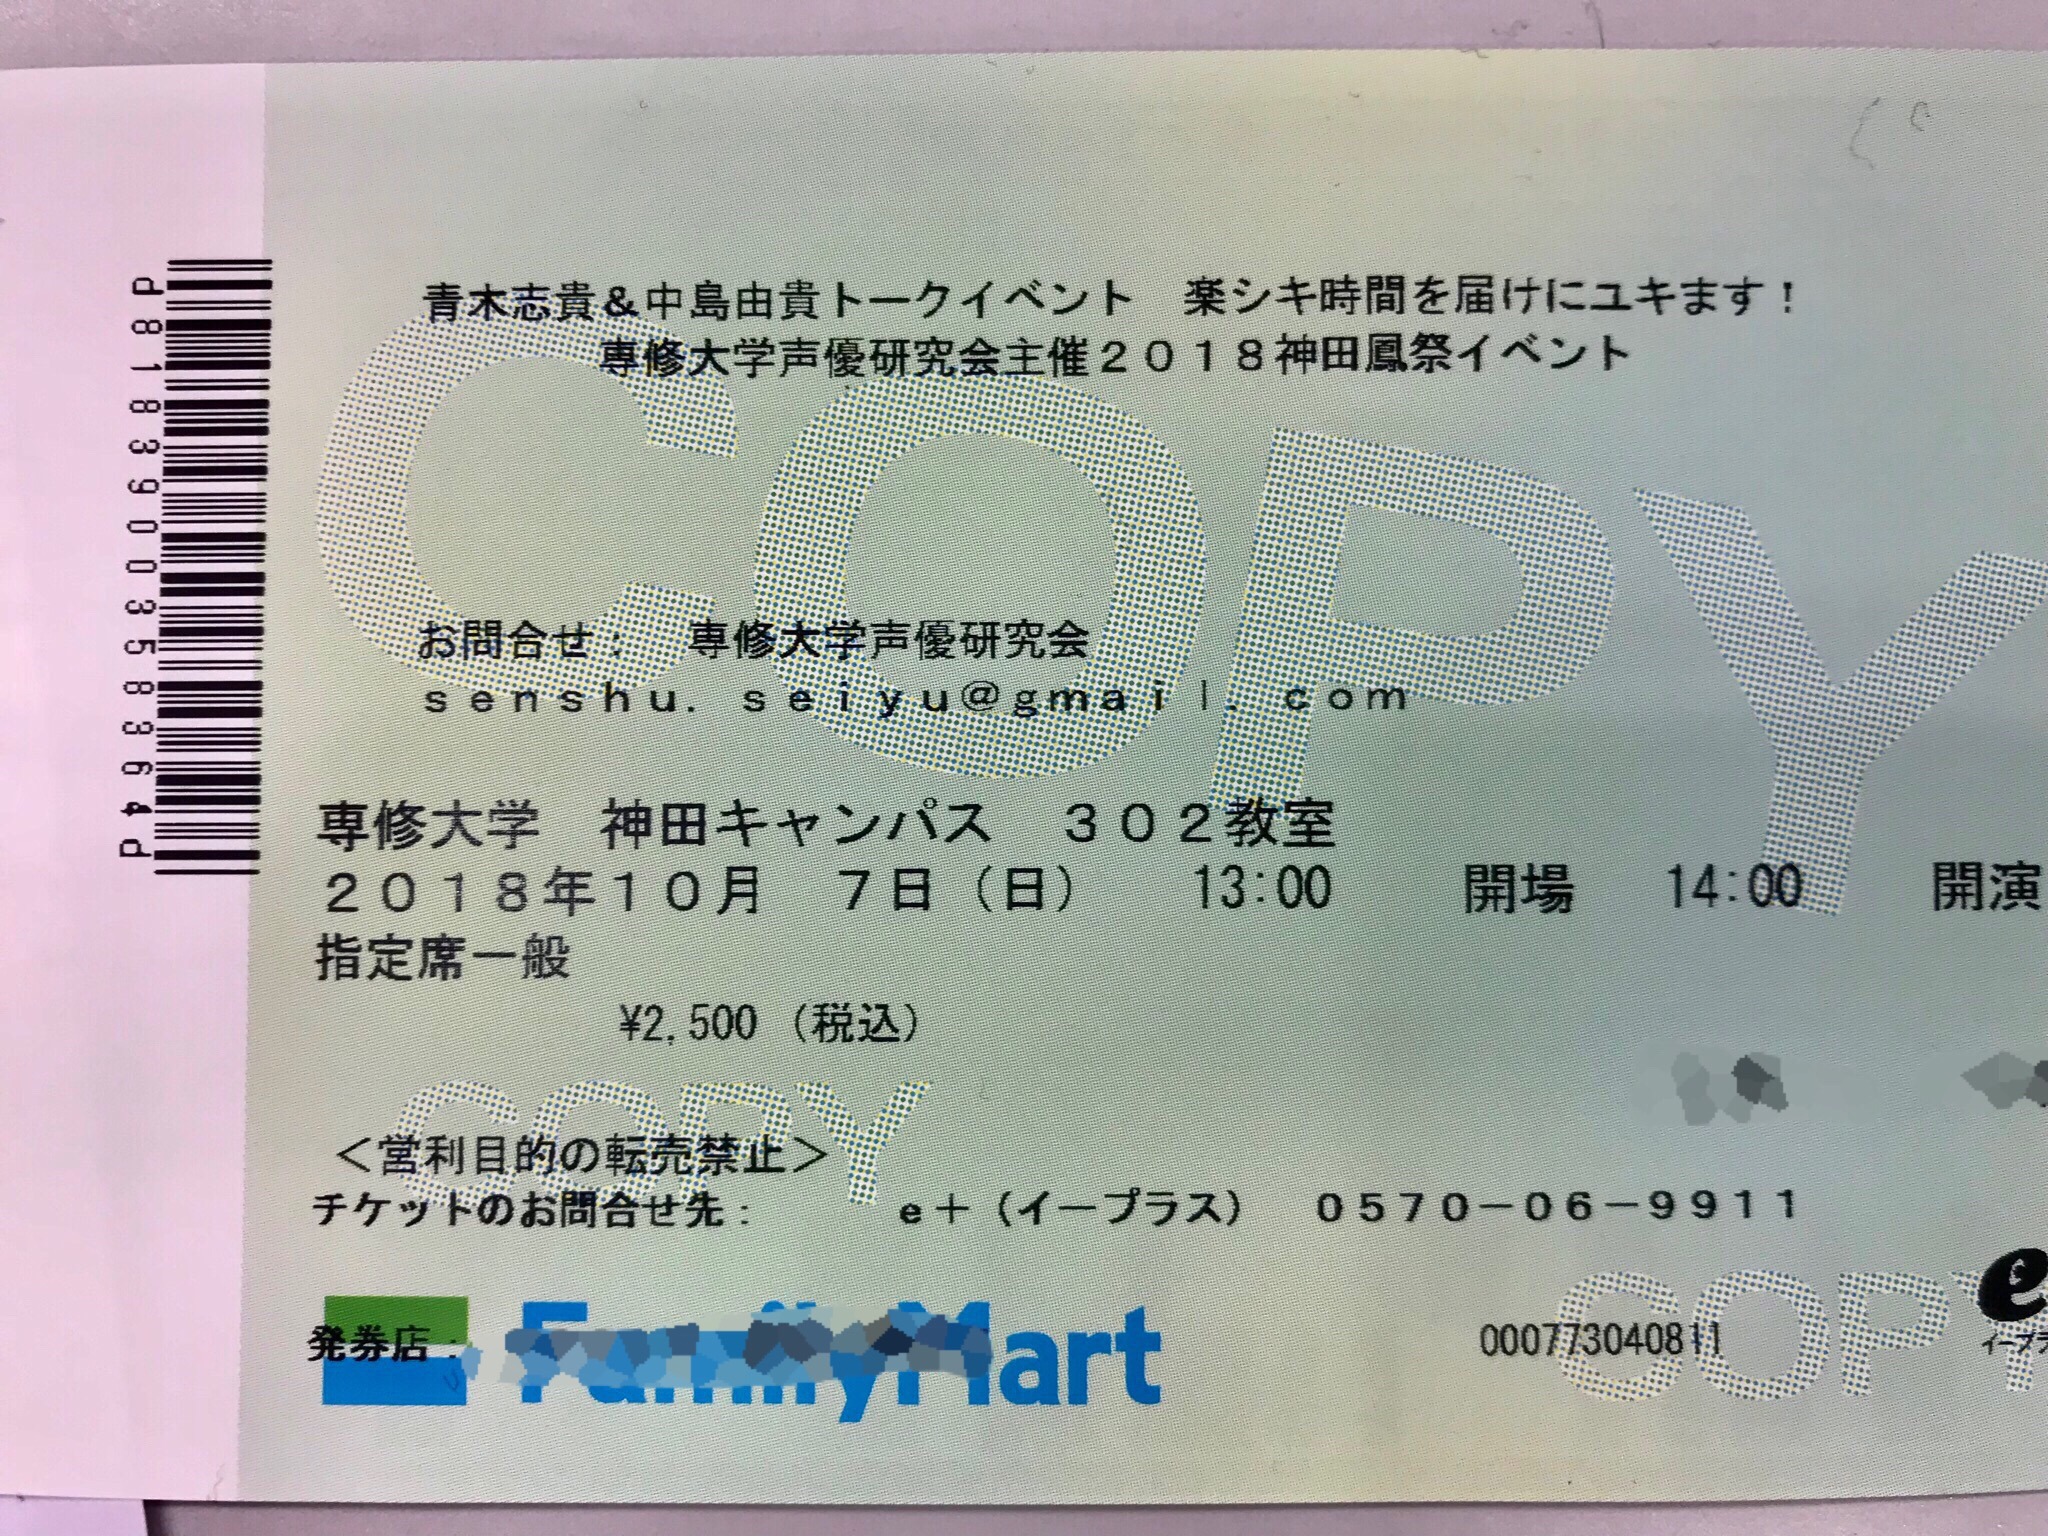 青木志貴＆中島由貴トークイベント　楽シキ時間を届けにユキます！
専修大学声優研究会主催２０１８神田鳳祭イベント
お問合せ：　専修大学声優研究会
ｓｅｎｓｈｕ．ｓｅｉｙｕ＠ｇｍａｉｌ．ｃｏｍ
専修大学　神田キャンパス　３０２教室
２０１８年１０月　７日（日）　13:00　開場　14:00　開演
指定席一般
¥2,500（税込）
＜営利目的の転売禁止＞
チケットのお問合せ先：　ｅ＋（イープラス）　０５７０－０６－９９１１
発券店：
FamilyMart
000773040811
e
イープラ
d8183900358364d
COPY
COPY
COPY